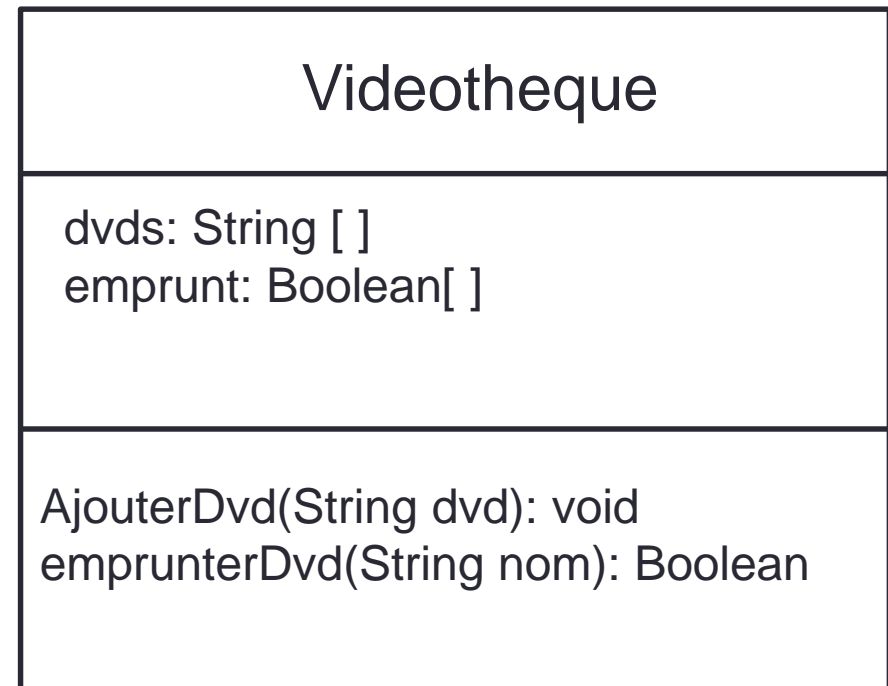 Videotheque
dvds: String [ ]
emprunt: Boolean[ ]
AjouterDvd(String dvd): void
emprunterDvd(String nom): Boolean